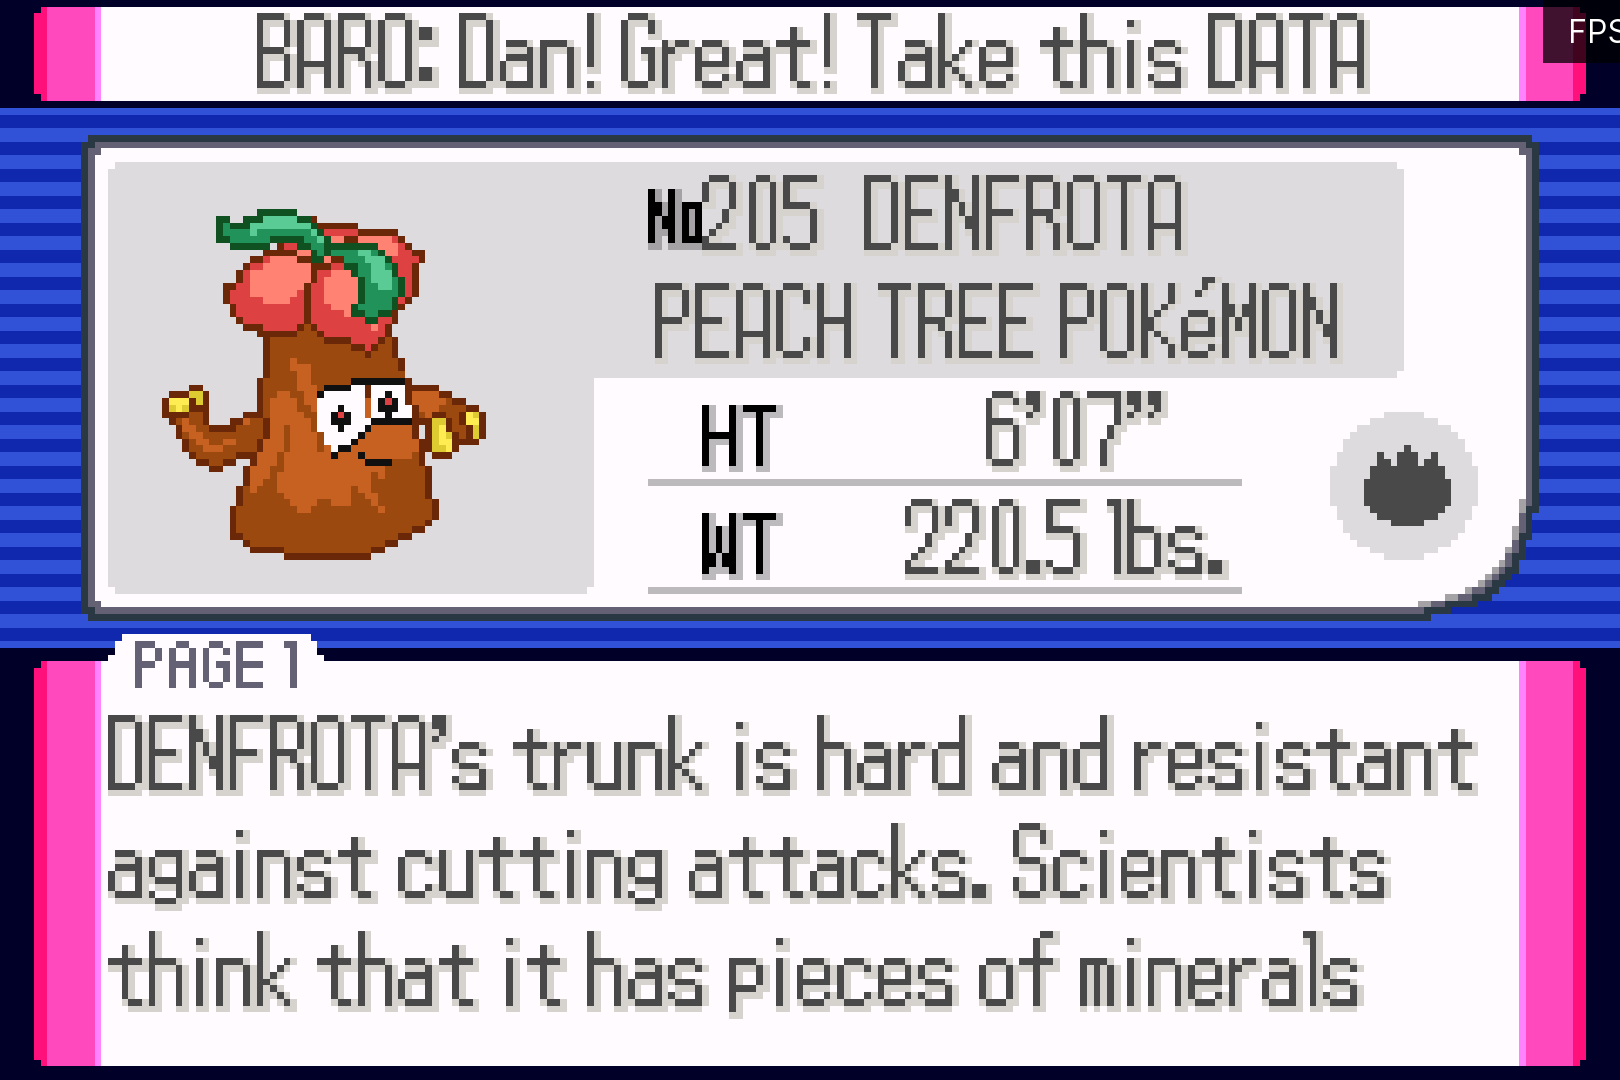 BARO: Dan! Great! Take this DATA
FPS
No205 DENFROTA
PEACH TREE POKéMON
HT 6'07"
WT 220.5 lbs.
PAGE 1
DENFROTA's trunk is hard and resistant
against cutting attacks. Scientists
think that it has pieces of minerals